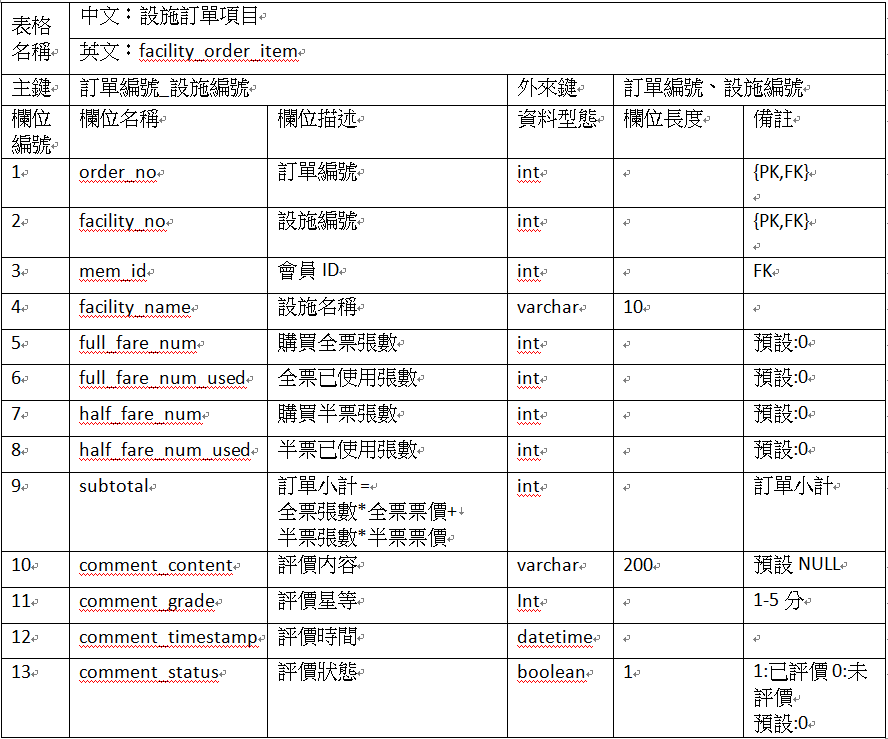 表格
名稱
中文：設施訂單項目
英文：facility_order_item
主鍵 訂單編號_設施編號 外來鍵 訂單編號、設施編號
欄位
編號 欄位名稱 欄位描述 資料型態 欄位長度 備註
1 order_no 訂單編號 int {PK,FK}
2 facility_no 設施編號 int {PK,FK}
3 mem_id 會員 ID int FK
4 facility_name 設施名稱 varchar 10
5 full_fare_num 購買全票張數 int 預設:0
6 full_fare_num_used 全票已使用張數 int 預設:0
7 half_fare_num 購買半票張數 int 預設:0
8 half_fare_num_used 半票已使用張數 int 預設:0
9 subtotal 訂單小計 = int 訂單小計
全票張數*全票票價+
半票張數*半票票價
10 comment_content 評價內容 varchar 200 預設 NULL
11 comment_grade 評價星等 Int 1-5 分
12 comment_timestamp 評價時間 datetime
13 comment_status 評價狀態 boolean 1 1:已評價 0:未
評價
預設:0